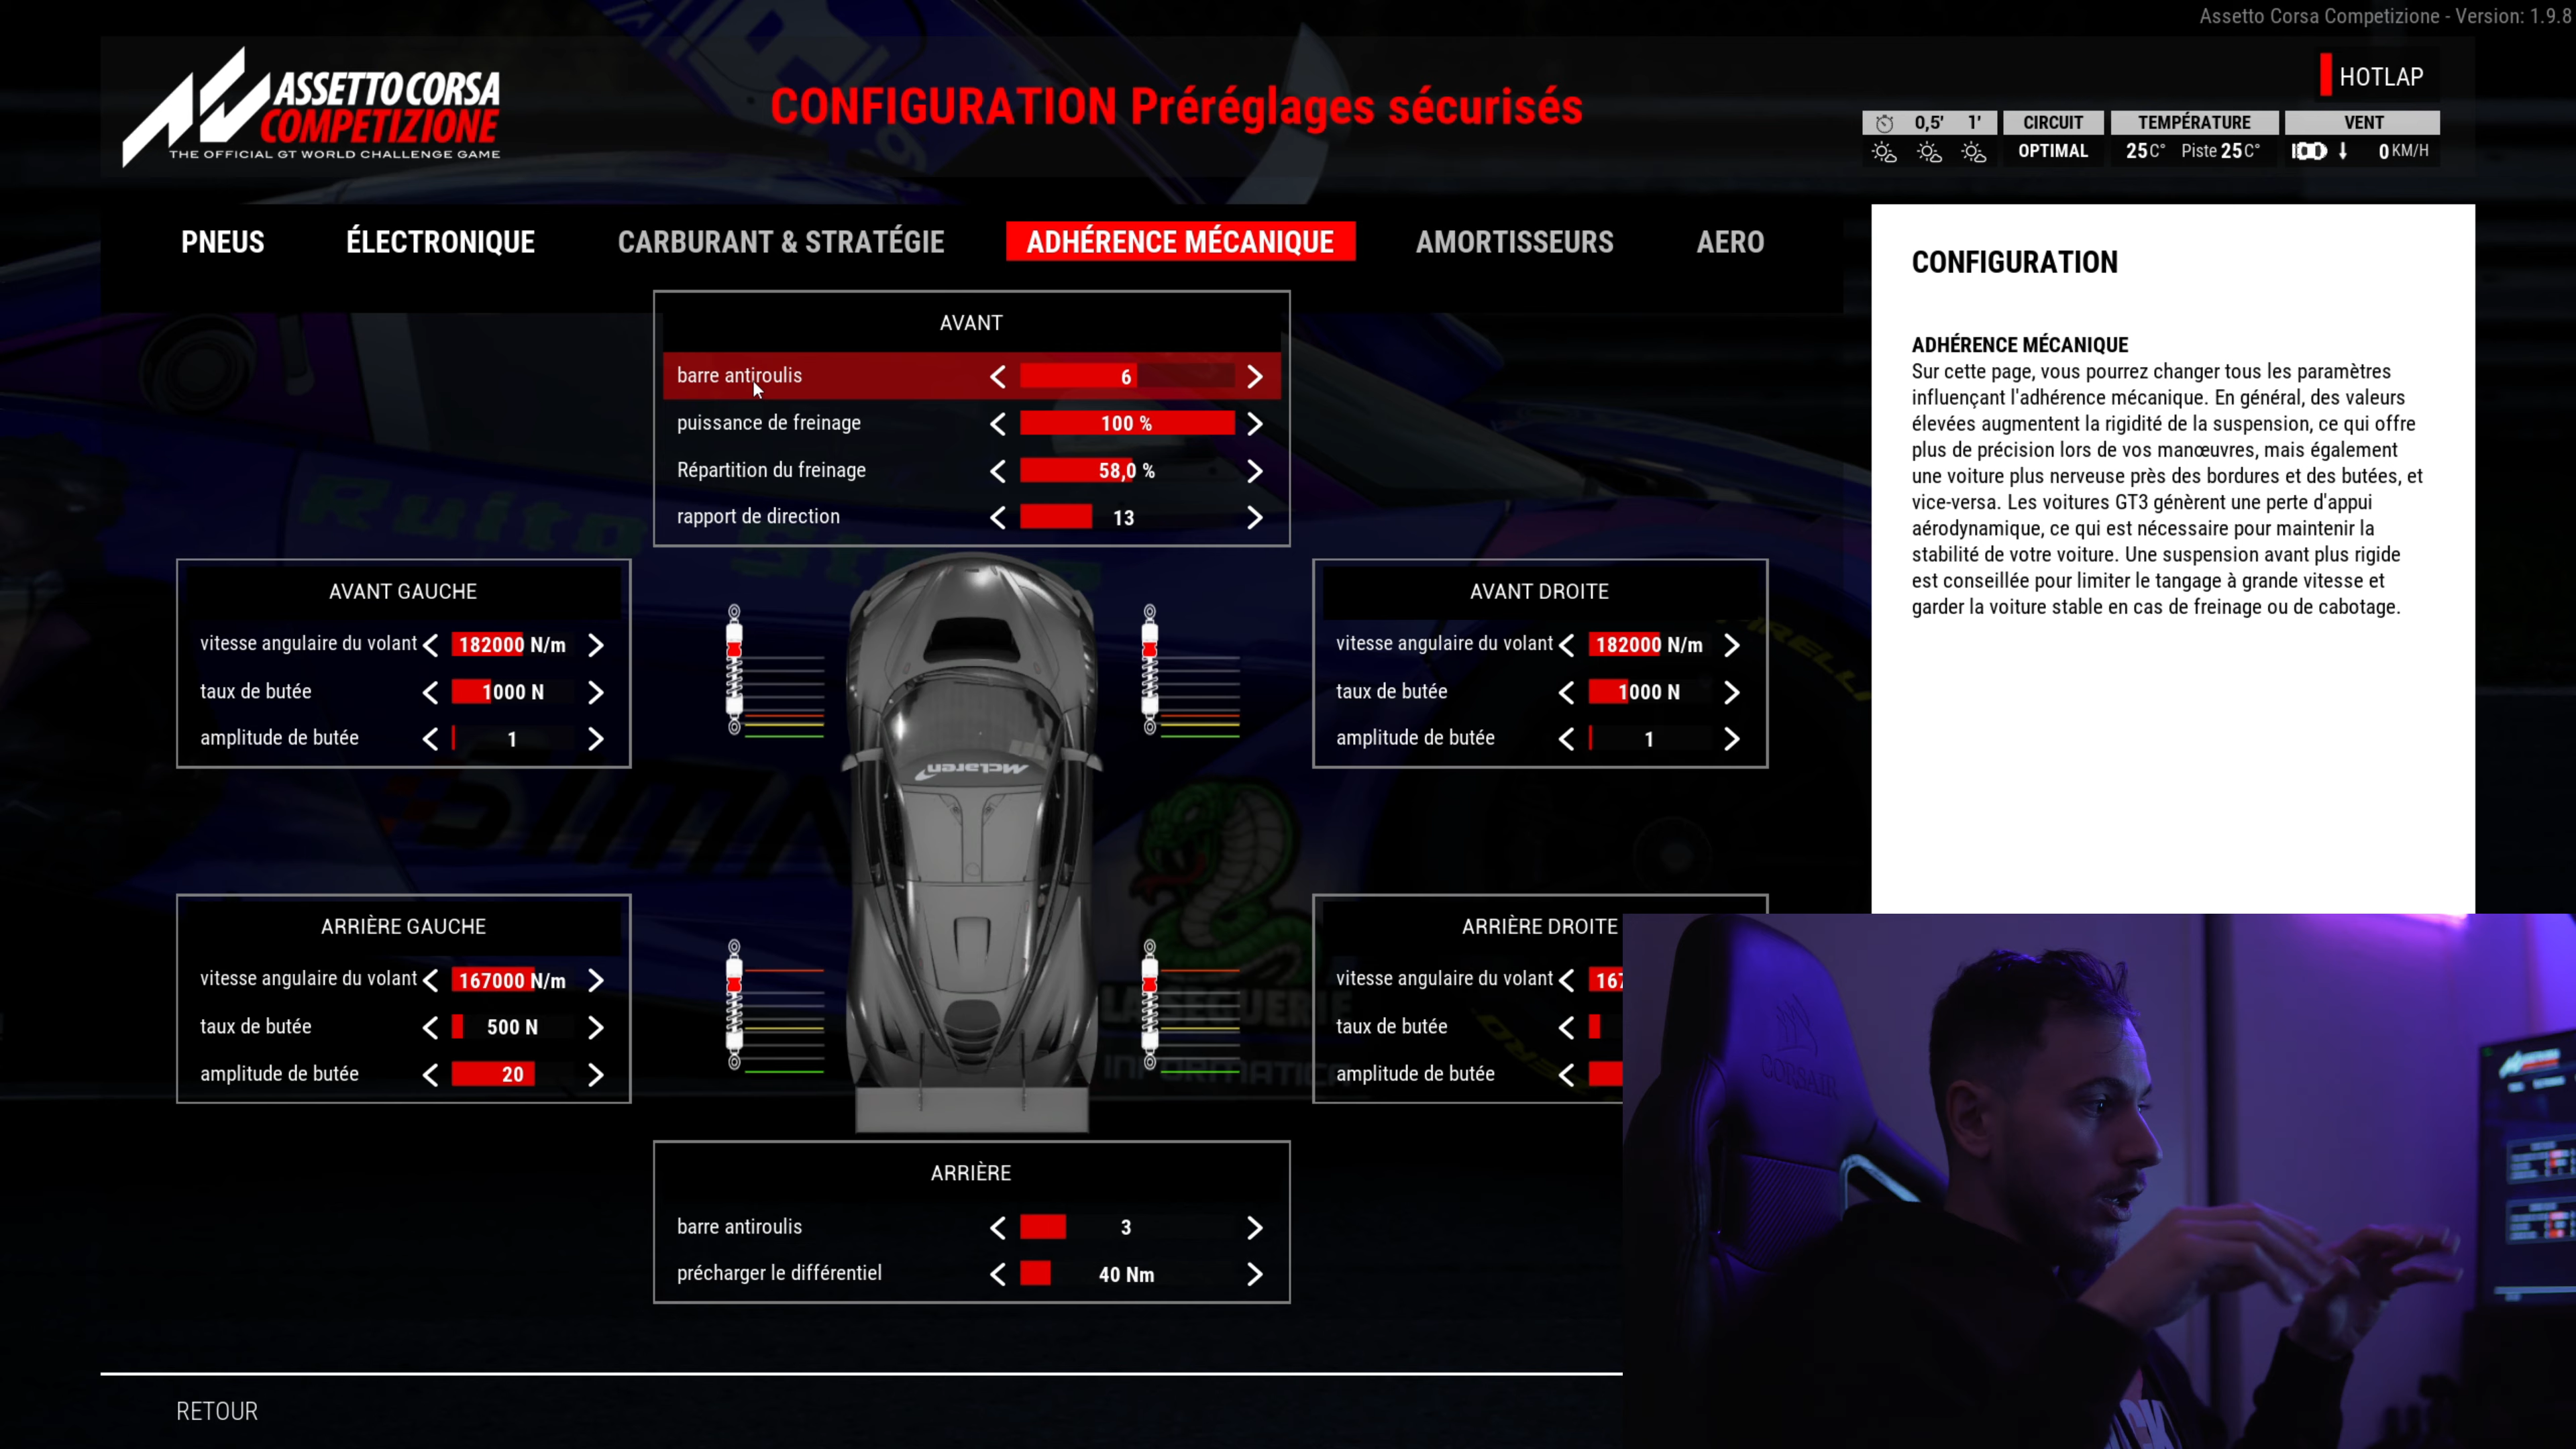 Assetto Corsa Competizione - Version: 1.9.8
ASSETTO CORSA
COMPETIZIONE
THE OFFICIAL GT WORLD CHALLENGE GAME
CONFIGURATION Préréglages sécurisés
HOTLAP
0,5' 1' CIRCUIT TEMPÉRATURE VENT
OPTIMAL 25 C° Piste 25 C° 0 KM/H
PNEUS ÉLECTRONIQUE CARBURANT & STRATÉGIE ADHÉRENCE MÉCANIQUE AMORTISSEURS AERO
AVANT
barre antiroulis 6
puissance de freinage 100 %
Répartition du freinage 58,0 %
rapport de direction 13
AVANT GAUCHE
vitesse angulaire du volant 182000 N/m
taux de butée 1000 N
amplitude de butée 1
AVANT DROITE
vitesse angulaire du volant 182000 N/m
taux de butée 1000 N
amplitude de butée 1
Mclaren
ARRIÈRE GAUCHE
vitesse angulaire du volant 167000 N/m
taux de butée 500 N
amplitude de butée 20
ARRIÈRE DROITE
vitesse angulaire du volant 167
taux de butée
amplitude de butée
ARRIÈRE
barre antiroulis 3
précharger le différentiel 40 Nm
RETOUR
CONFIGURATION
ADHÉRENCE MÉCANIQUE
Sur cette page, vous pourrez changer tous les paramètres
influençant l'adhérence mécanique. En général, des valeurs
élevées augmentent la rigidité de la suspension, ce qui offre
plus de précision lors de vos manœuvres, mais également
une voiture plus nerveuse près des bordures et des butées, et
vice-versa. Les voitures GT3 génèrent une perte d'appui
aérodynamique, ce qui est nécessaire pour maintenir la
stabilité de votre voiture. Une suspension avant plus rigide
est conseillée pour limiter le tangage à grande vitesse et
garder la voiture stable en cas de freinage ou de cabotage.
CORSAIR